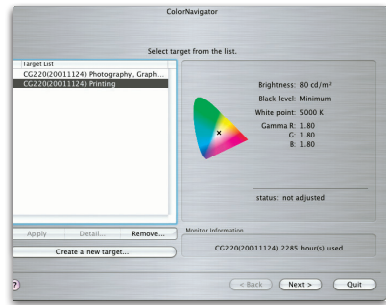 ColorNavigator
Select target from the list.
Target List
CG220(20011124) Photography, Graph...
CG220(20011124) Printing
Brightness: 80 cd/m²
Black level: Minimum
White point: 5000 K
Gamma R: 1.80
G: 1.80
B: 1.80
status: not adjusted
Apply Detail... Remove...
Monitor Information
Create a new target...
CG220(20011124) 2285 hour(s) used
? < Back Next > Quit